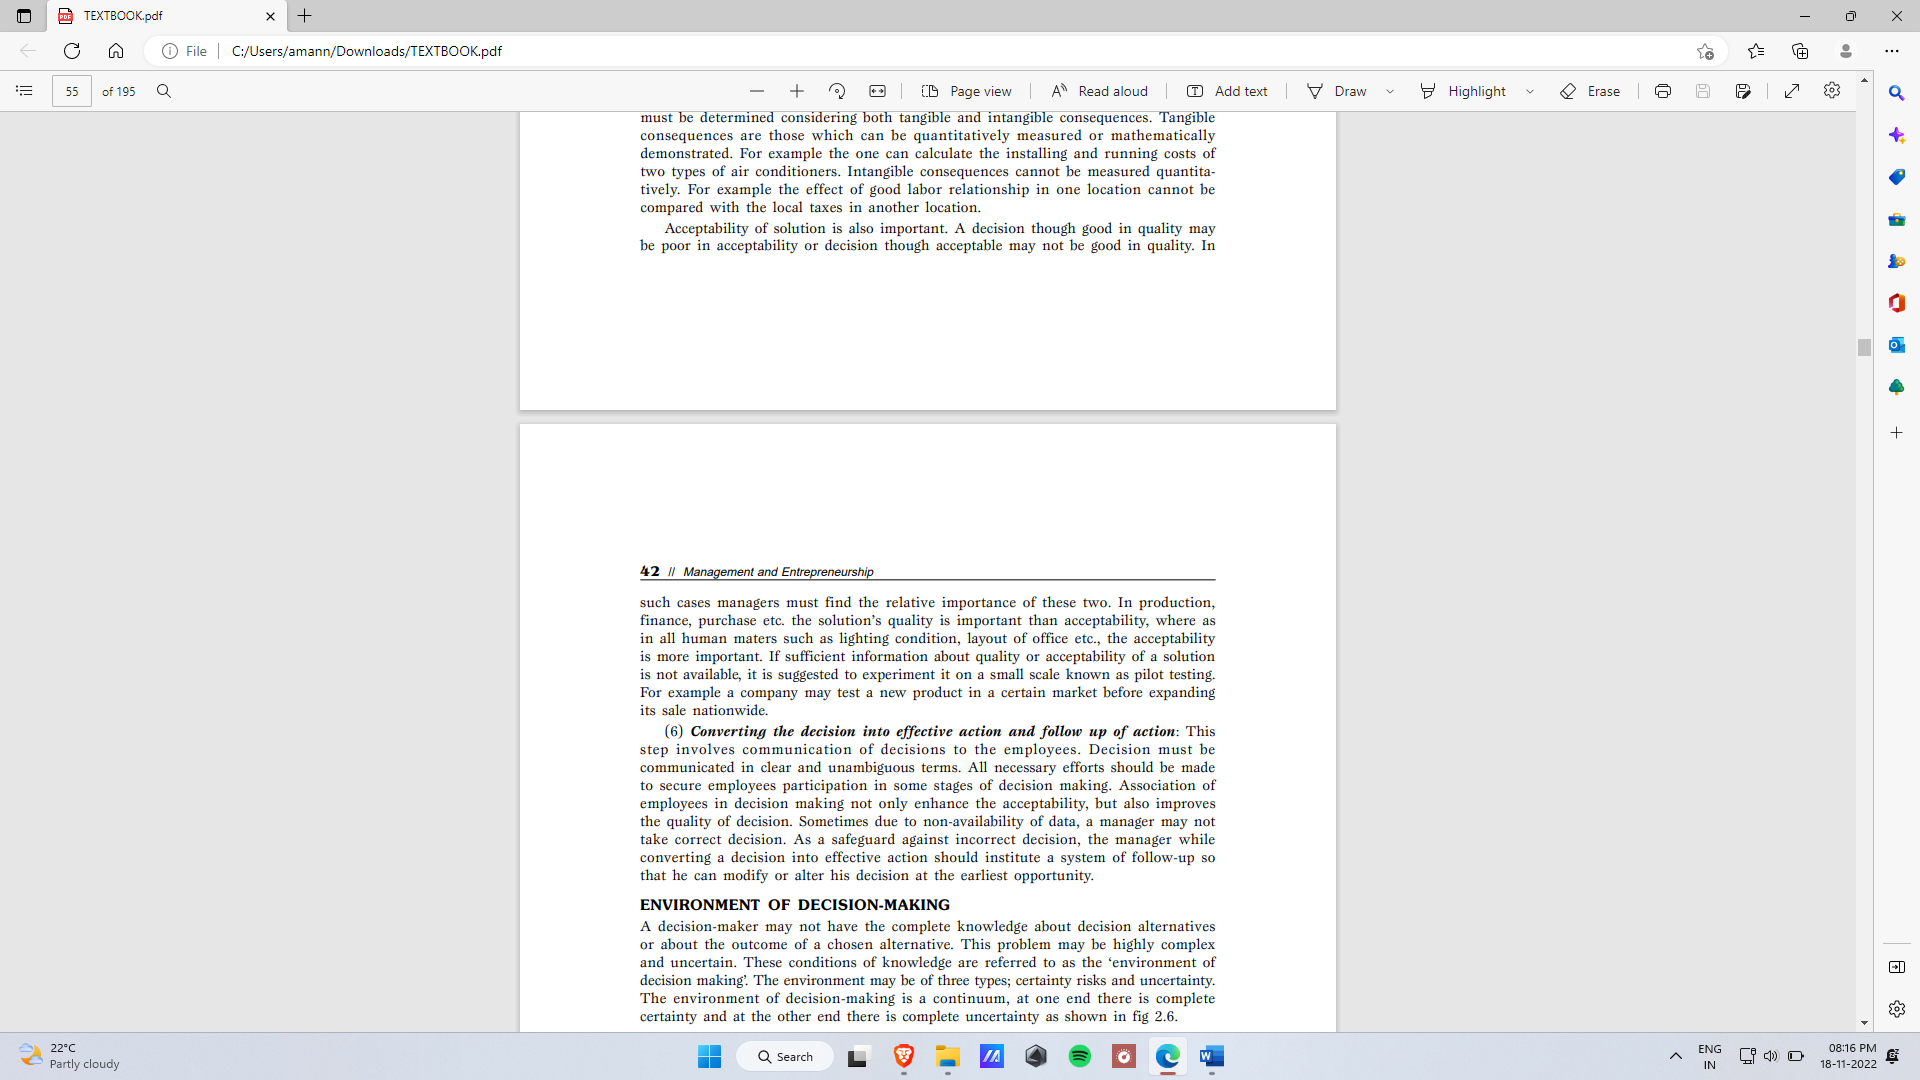 TEXTBOOK.pdf
File
C:/Users/amann/Downloads/TEXTBOOK.pdf
55 of 195
Page view
Read aloud
Add text
Draw
Highlight
Erase
must be determined considering both tangible and intangible consequences. Tangible
consequences are those which can be quantitatively measured or mathematically
demonstrated. For example the one can calculate the installing and running costs of
two types of air conditioners. Intangible consequences cannot be measured quantita-
tively. For example the effect of good labor relationship in one location cannot be
compared with the local taxes in another location.
Acceptability of solution is also important. A decision though good in quality may
be poor in acceptability or decision though acceptable may not be good in quality. In
42 // Management and Entrepreneurship
such cases managers must find the relative importance of these two. In production,
finance, purchase etc. the solution’s quality is important than acceptability, where as
in all human maters such as lighting condition, layout of office etc., the acceptability
is more important. If sufficient information about quality or acceptability of a solution
is not available, it is suggested to experiment it on a small scale known as pilot testing.
For example a company may test a new product in a certain market before expanding
its sale nationwide.
(6) Converting the decision into effective action and follow up of action: This
step involves communication of decisions to the employees. Decision must be
communicated in clear and unambiguous terms. All necessary efforts should be made
to secure employees participation in some stages of decision making. Association of
employees in decision making not only enhance the acceptability, but also improves
the quality of decision. Sometimes due to non-availability of data, a manager may not
take correct decision. As a safeguard against incorrect decision, the manager while
converting a decision into effective action should institute a system of follow-up so
that he can modify or alter his decision at the earliest opportunity.
ENVIRONMENT OF DECISION-MAKING
A decision-maker may not have the complete knowledge about decision alternatives
or about the outcome of a chosen alternative. This problem may be highly complex
and uncertain. These conditions of knowledge are referred to as the ‘environment of
decision making’. The environment may be of three types; certainty risks and uncertainty.
The environment of decision-making is a continuum, at one end there is complete
certainty and at the other end there is complete uncertainty as shown in fig 2.6.
22°C
Partly cloudy
Search
ENG
IN
08:16 PM
18-11-2022